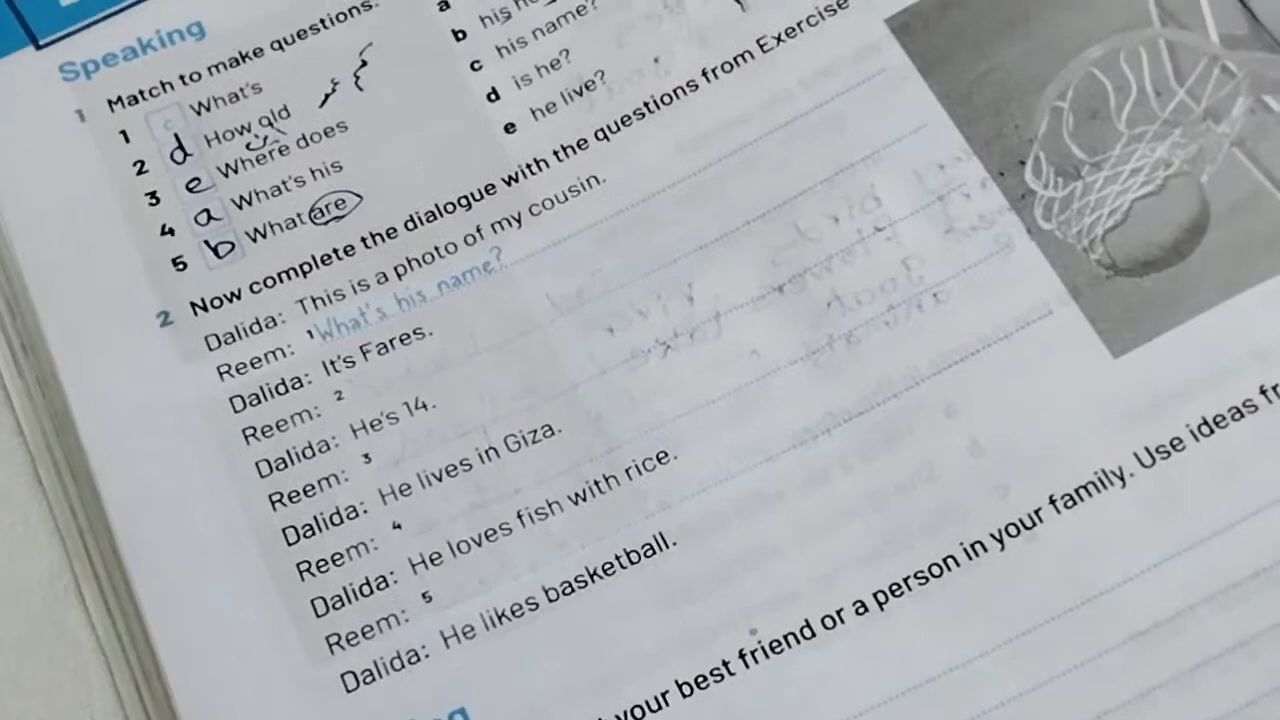 Speaking
1 Match to make questions.
1 c What's
2 d How old
3 e Where does
4 a What's his
5 b What are
a
b his
c his name?
d is he?
e he live?
2 Now complete the dialogue with the questions from Exercise
Dalida: This is a photo of my cousin.
Reem: 1 What's his name?
Dalida: It's Fares.
Reem: 2
Dalida: He's 14.
Reem: 3
Dalida: He lives in Giza.
Reem: 4
Dalida: He loves fish with rice.
Reem: 5
Dalida: He likes basketball.
your best friend or a person in your family. Use ideas